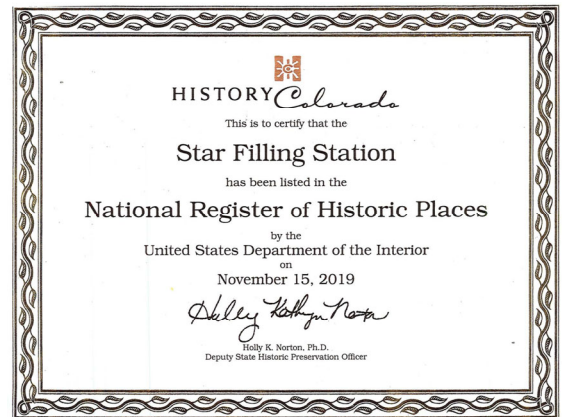 HISTORY Colorado
This is to certify that the
Star Filling Station
has been listed in the
National Register of Historic Places
by the
United States Department of the Interior
on
November 15, 2019
Holly Kathryn Norton
Holly K. Norton, Ph.D.
Deputy State Historic Preservation Officer